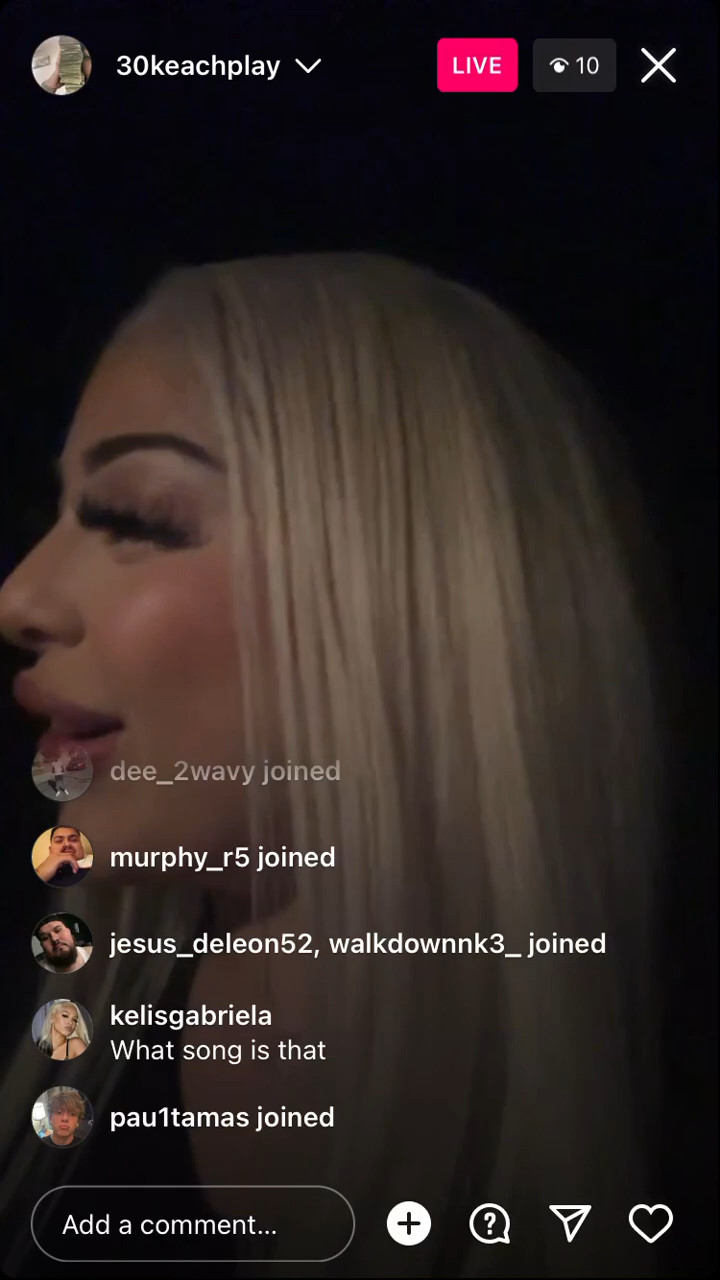 30keachplay
LIVE
10
dee_2wavy joined
murphy_r5 joined
jesus_deleon52, walkdownnk3_ joined
kelisgabriela
What song is that
pau1tamas joined
Add a comment...